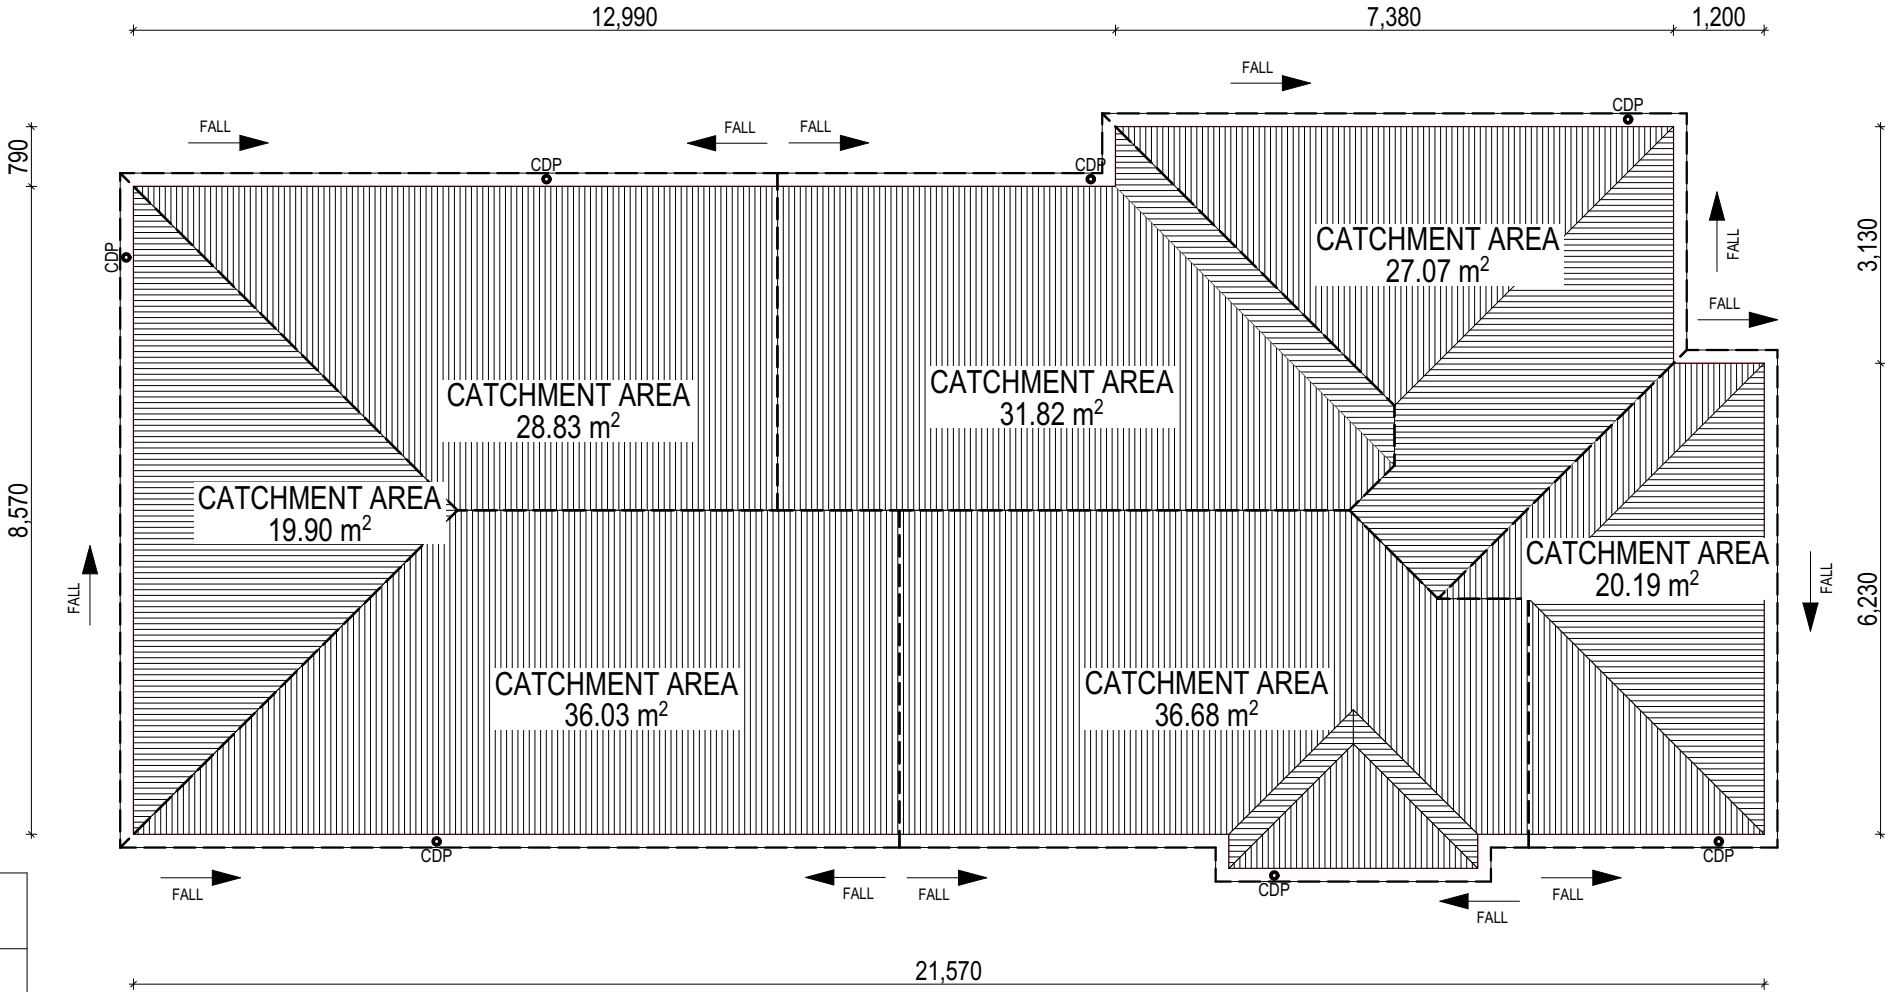 12,990
7,380
1,200
FALL
CDP
FALL
FALL
FALL
790
CDP
CDP
FALL
3,130
CATCHMENT AREA
27.07 m²
CDP
FALL
CATCHMENT AREA
28.83 m²
CATCHMENT AREA
31.82 m²
8,570
CATCHMENT AREA
19.90 m²
CATCHMENT AREA
20.19 m²
FALL
FALL
6,230
CATCHMENT AREA
36.03 m²
CATCHMENT AREA
36.68 m²
CDP
CDP
CDP
FALL
FALL
FALL
FALL
FALL
21,570